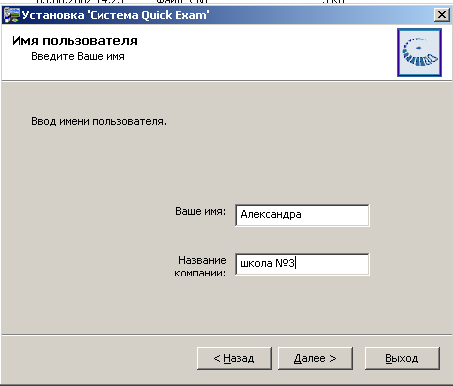 Установка 'Система Quick Exam'
Имя пользователя
Введите Ваше имя
Ввод имени пользователя.
Ваше имя:
Александра
Название
компании:
школа №3
< Назад
Далее >
Выход